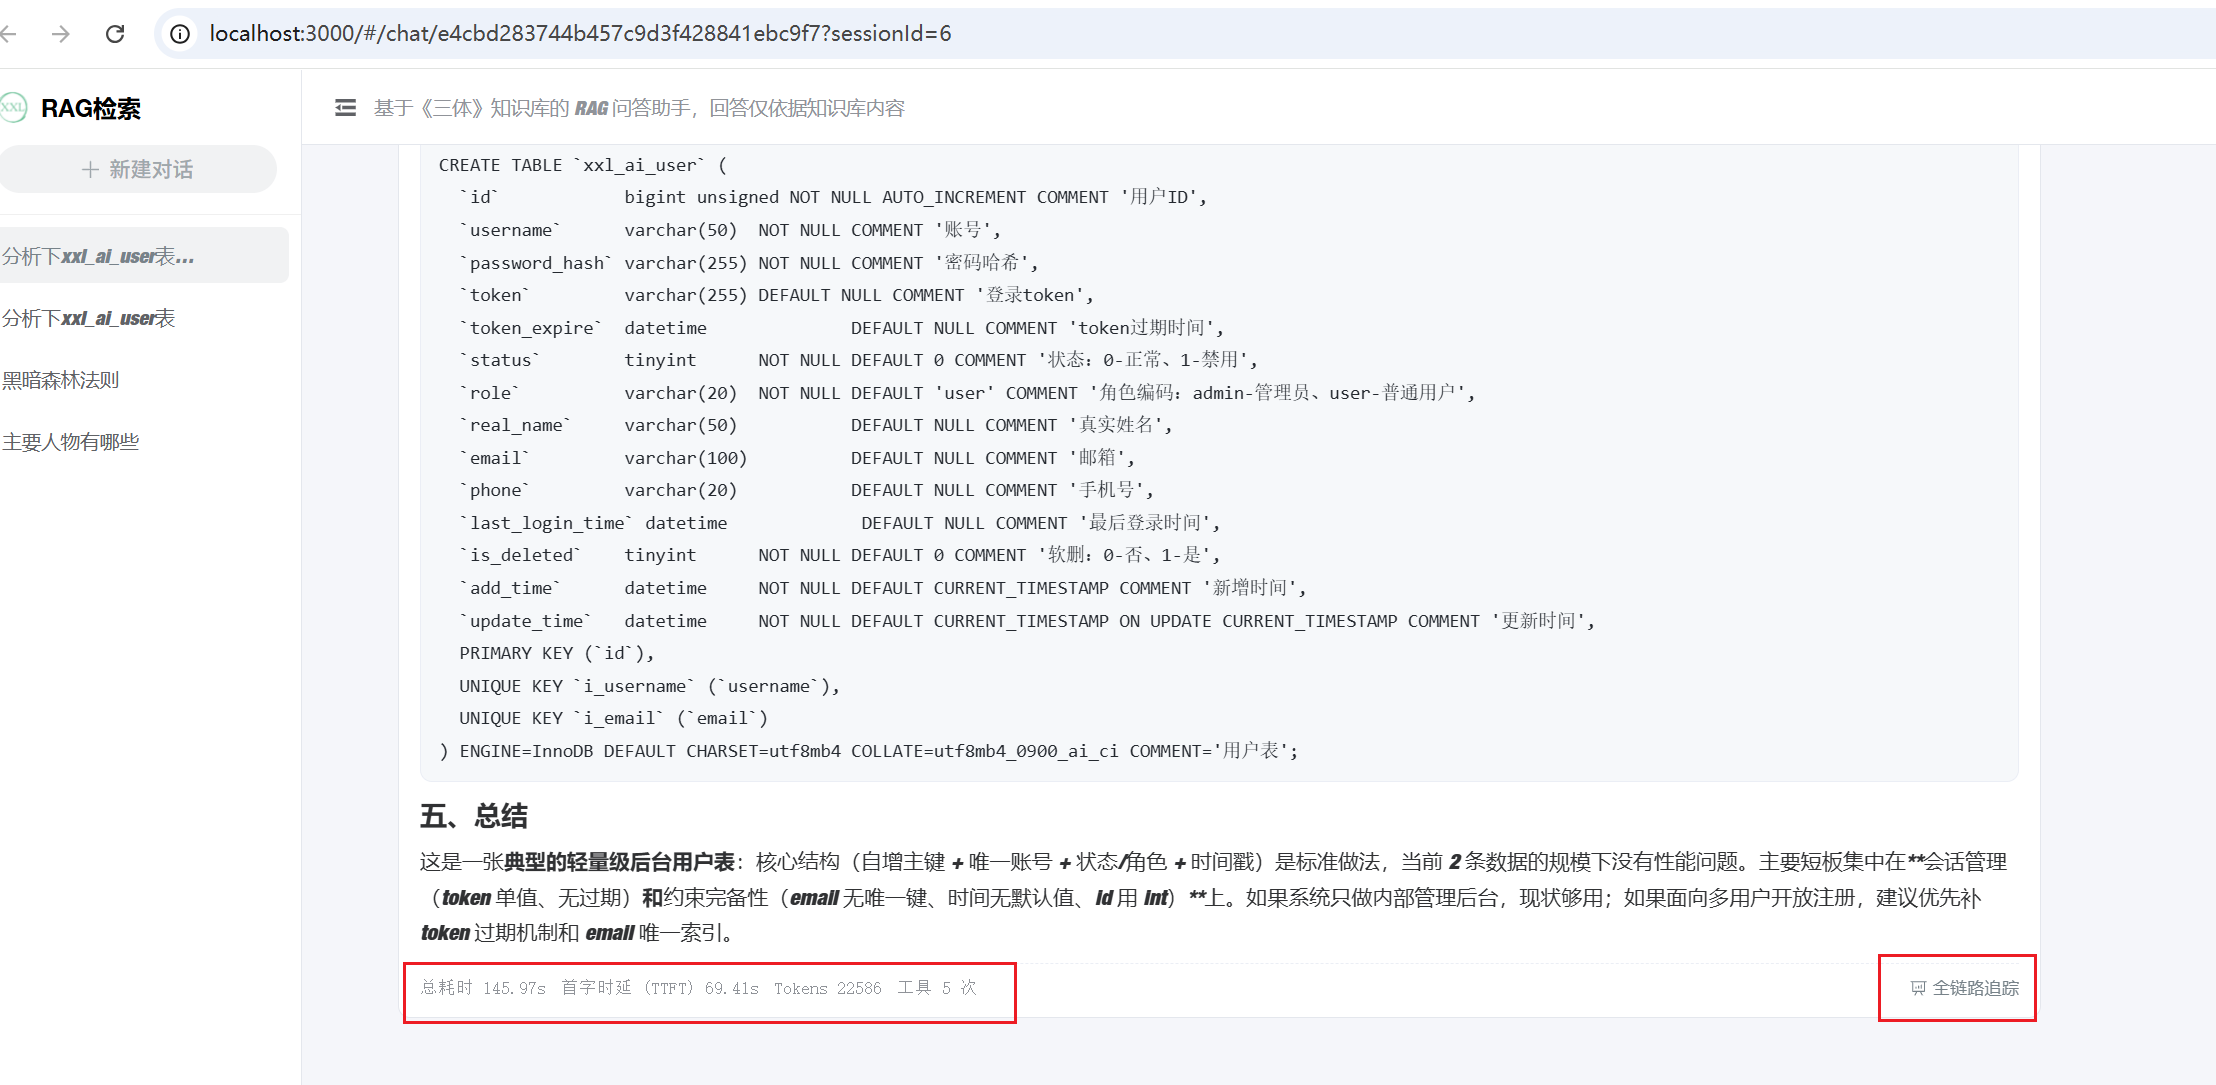 localhost:3000/#/chat/e4cbd283744b457c9d3f428841ebc9f7?sessionId=6
XXL
RAG检索
+ 新建对话
分析下xxl_ai_user表...
分析下xxl_ai_user表
黑暗森林法则
主要人物有哪些
基于《三体》知识库的 RAG 问答助手，回答仅依据知识库内容
CREATE TABLE `xxl_ai_user` (
  `id`            bigint unsigned NOT NULL AUTO_INCREMENT COMMENT '用户ID',
  `username`      varchar(50)  NOT NULL COMMENT '账号',
  `password_hash` varchar(255) NOT NULL COMMENT '密码哈希',
  `token`         varchar(255) DEFAULT NULL COMMENT '登录token',
  `token_expire`  datetime              DEFAULT NULL COMMENT 'token过期时间',
  `status`        tinyint      NOT NULL DEFAULT 0 COMMENT '状态：0-正常、1-禁用',
  `role`          varchar(20)  NOT NULL DEFAULT 'user' COMMENT '角色编码：admin-管理员、user-普通用户',
  `real_name`     varchar(50)           DEFAULT NULL COMMENT '真实姓名',
  `email`         varchar(100)          DEFAULT NULL COMMENT '邮箱',
  `phone`         varchar(20)           DEFAULT NULL COMMENT '手机号',
  `last_login_time` datetime             DEFAULT NULL COMMENT '最后登录时间',
  `is_deleted`    tinyint      NOT NULL DEFAULT 0 COMMENT '软删：0-否、1-是',
  `add_time`      datetime     NOT NULL DEFAULT CURRENT_TIMESTAMP COMMENT '新增时间',
  `update_time`   datetime     NOT NULL DEFAULT CURRENT_TIMESTAMP ON UPDATE CURRENT_TIMESTAMP COMMENT '更新时间',
  PRIMARY KEY (`id`),
  UNIQUE KEY `i_username` (`username`),
  UNIQUE KEY `i_email` (`email`)
) ENGINE=InnoDB DEFAULT CHARSET=utf8mb4 COLLATE=utf8mb4_0900_ai_ci COMMENT='用户表';
五、总结
这是一张典型的轻量级后台用户表：核心结构（自增主键 + 唯一账号 + 状态/角色 + 时间戳）是标准做法，当前 2 条数据的规模下没有性能问题。主要短板集中在**会话管理
（token 单值、无过期）和约束完备性（email 无唯一键、时间无默认值、id 用 int）**上。如果系统只做内部管理后台，现状够用；如果面向多用户开放注册，建议优先补
token 过期机制和 email 唯一索引。
总耗时 145.97s 首字时延 (TTFT) 69.41s Tokens 22586 工具 5 次
全链路追踪